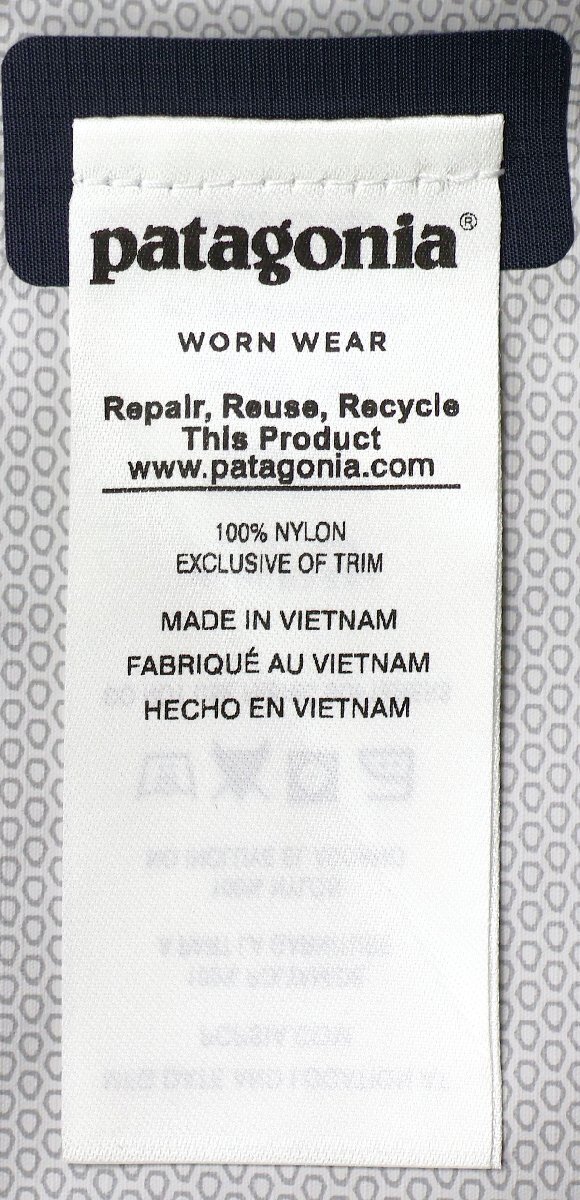 patagonia®
WORN WEAR
Repair, Reuse, Recycle
This Product
www.patagonia.com
100% NYLON
EXCLUSIVE OF TRIM
MADE IN VIETNAM
FABRIQUÉ AU VIETNAM
HECHO EN VIETNAM